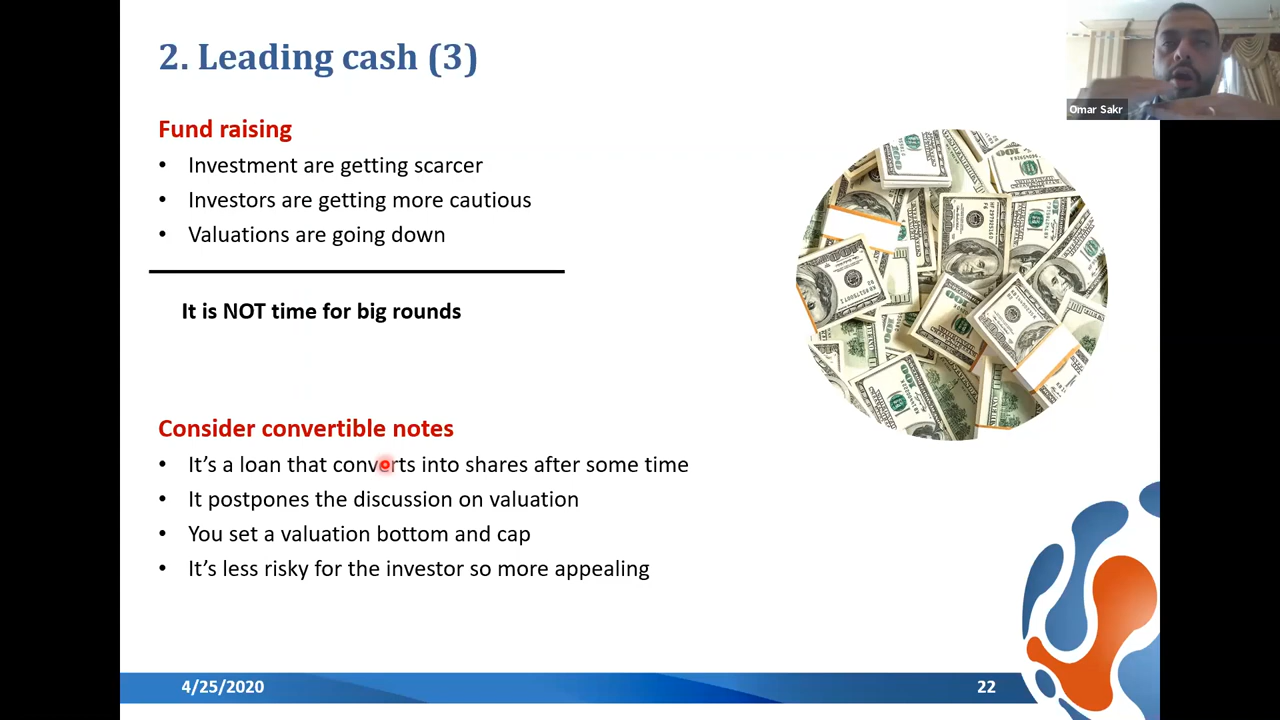 2. Leading cash (3)
Omar Sakr
Fund raising
• Investment are getting scarcer
• Investors are getting more cautious
• Valuations are going down
It is NOT time for big rounds
Consider convertible notes
• It’s a loan that converts into shares after some time
• It postpones the discussion on valuation
• You set a valuation bottom and cap
• It’s less risky for the investor so more appealing
4/25/2020
22